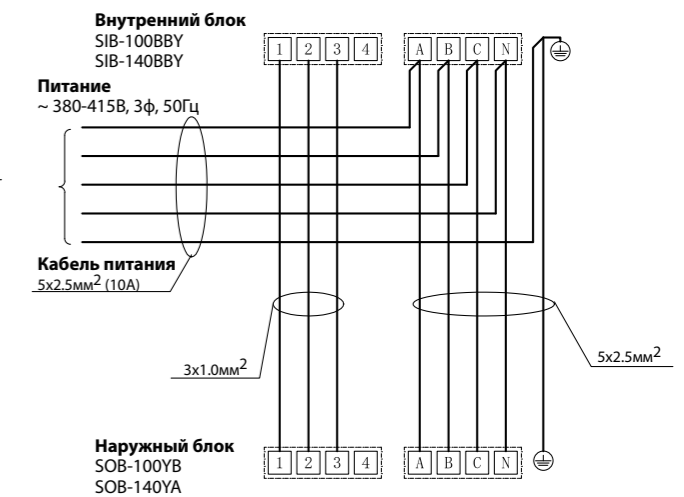 Внутренний блок
SIB-100BBY
SIB-140BBY
1 2 3 4 A B C N
Питание
~ 380-415В, 3ф, 50Гц
Кабель питания
5x2.5мм² (10А)
3x1.0мм²
5x2.5мм²
Наружный блок
SOB-100YB
SOB-140YA
1 2 3 4 A B C N